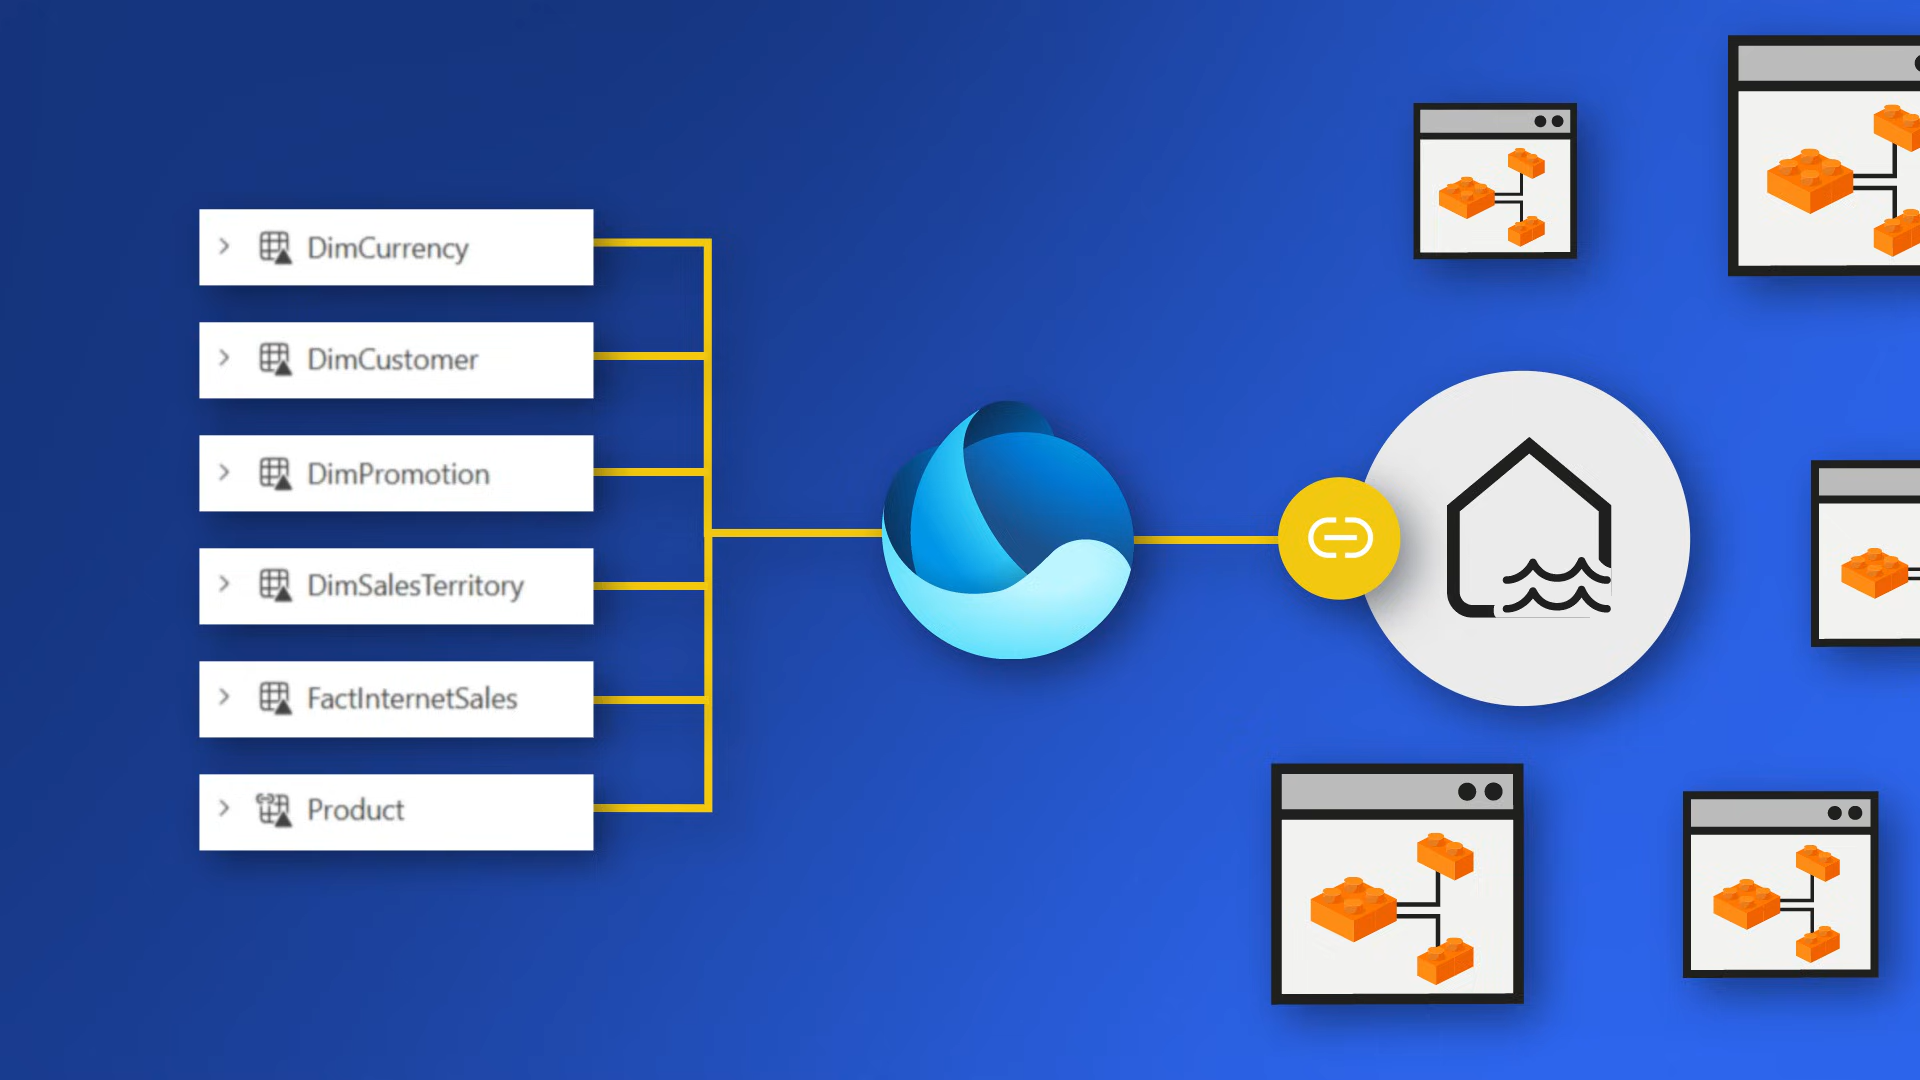 DimCurrency
DimCustomer
DimPromotion
DimSalesTerritory
FactInternetSales
Product